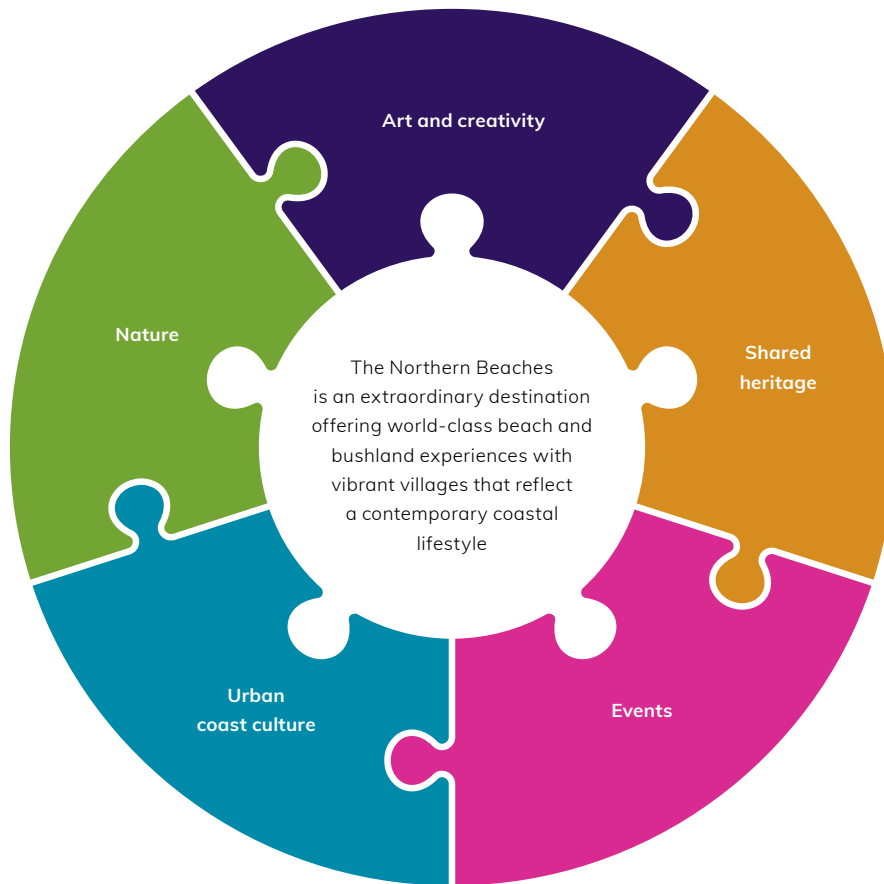 Art and creativity
Nature
Shared
heritage
The Northern Beaches
is an extraordinary destination
offering world-class beach and
bushland experiences with
vibrant villages that reflect
a contemporary coastal
lifestyle
Urban
coast culture
Events